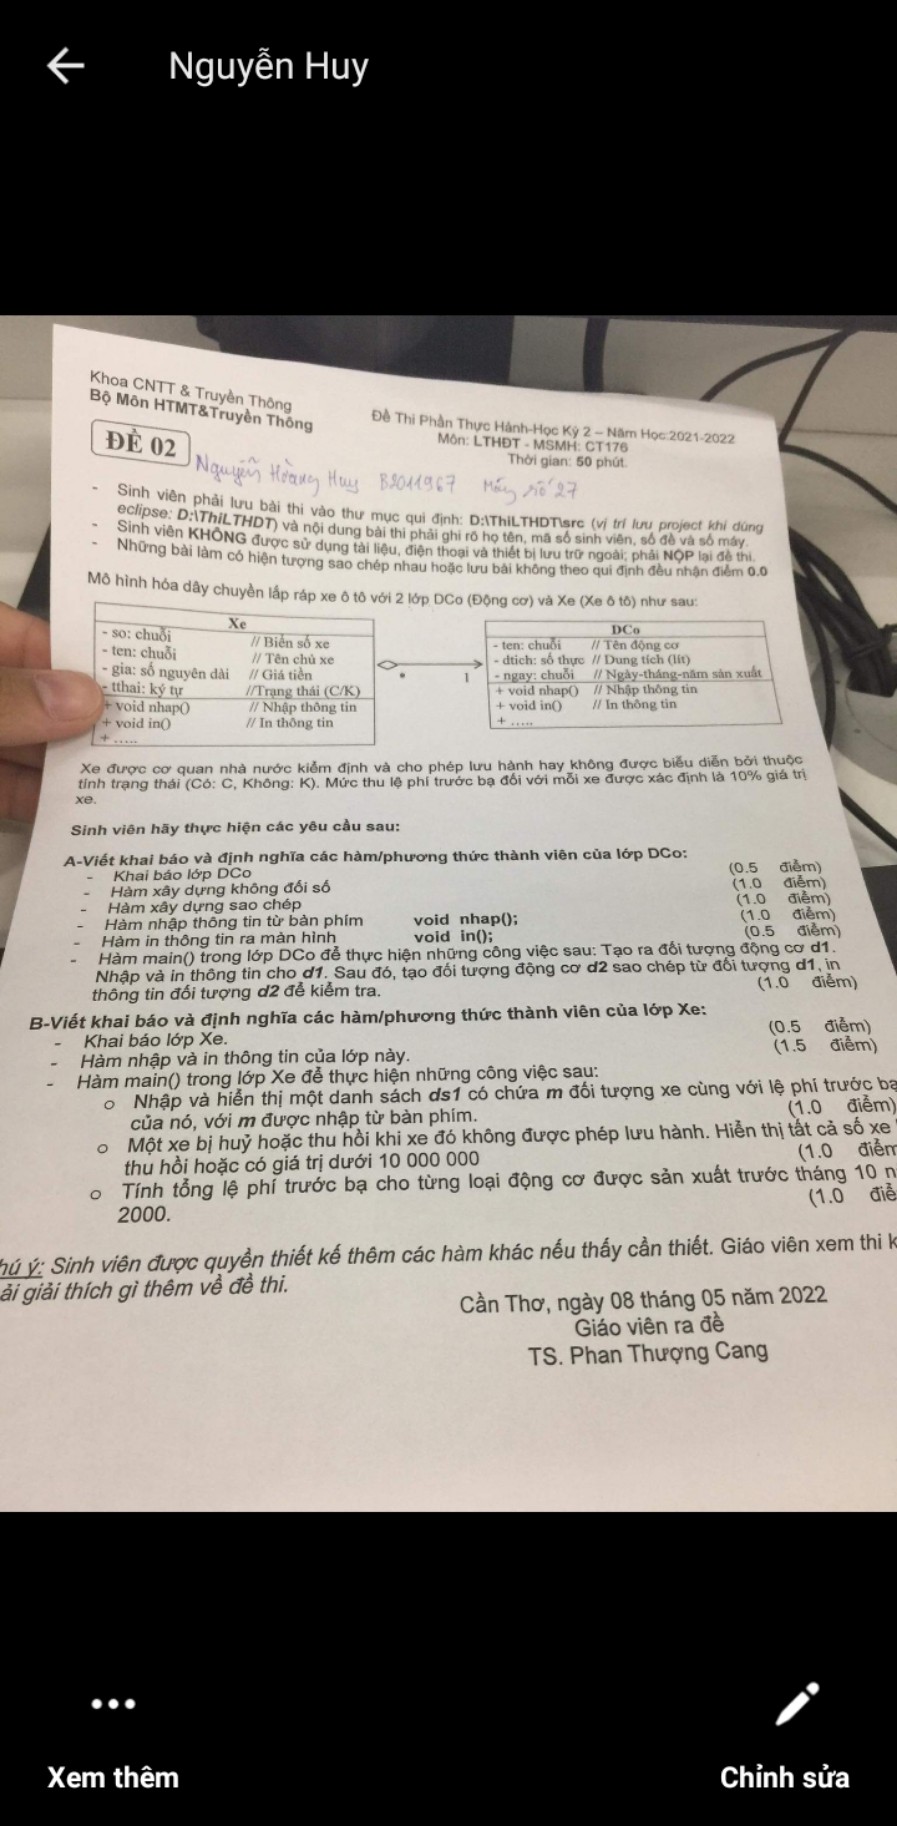 Nguyễn Huy
Khoa CNTT & Truyền Thông
Bộ Môn HTMT&Truyền Thông
Đề Thi Phần Thực Hành-Học Kỳ 2 – Năm Học:2021-2022
Môn: LTHĐT - MSMH: CT176
Thời gian: 50 phút.
ĐỀ 02
Nguyễn Hoàng Huy B2011967 Máy số 27
- Sinh viên phải lưu bài thi vào thư mục qui định: D:\ThiLTHDT\src (vị trí lưu project khi dùng
eclipse: D:\ThiLTHDT) và nội dung bài thi phải ghi rõ họ tên, mã số sinh viên, số đề và số máy.
- Sinh viên KHÔNG được sử dụng tài liệu, điện thoại và thiết bị lưu trữ ngoài; phải NỘP lại đề thi.
- Những bài làm có hiện tượng sao chép nhau hoặc lưu bài không theo qui định đều nhận điểm 0.0
Mô hình hóa dây chuyền lắp ráp xe ô tô với 2 lớp DCo (Động cơ) và Xe (Xe ô tô) như sau:
Xe
- so: chuỗi // Biển số xe
- ten: chuỗi // Tên chủ xe
- gia: số nguyên dài // Giá tiền
- tthai: ký tự //Trạng thái (C/K)
+ void nhap() // Nhập thông tin
+ void in() // In thông tin
+ .....
* 1
DCo
- ten: chuỗi // Tên động cơ
- dtich: số thực // Dung tích (lít)
- ngay: chuỗi // Ngày-tháng-năm sản xuất
+ void nhap() // Nhập thông tin
+ void in() // In thông tin
+ .....
Xe được cơ quan nhà nước kiểm định và cho phép lưu hành hay không được biểu diễn bởi thuộc
tính trạng thái (Có: C, Không: K). Mức thu lệ phí trước bạ đối với mỗi xe được xác định là 10% giá trị
xe.
Sinh viên hãy thực hiện các yêu cầu sau:
A-Viết khai báo và định nghĩa các hàm/phương thức thành viên của lớp DCo:
- Khai báo lớp DCo (0.5 điểm)
- Hàm xây dựng không đối số (1.0 điểm)
- Hàm xây dựng sao chép (1.0 điểm)
- Hàm nhập thông tin từ bàn phím void nhap(); (1.0 điểm)
- Hàm in thông tin ra màn hình void in(); (0.5 điểm)
- Hàm main() trong lớp DCo để thực hiện những công việc sau: Tạo ra đối tượng động cơ d1.
Nhập và in thông tin cho d1. Sau đó, tạo đối tượng động cơ d2 sao chép từ đối tượng d1, in
thông tin đối tượng d2 để kiểm tra. (1.0 điểm)
B-Viết khai báo và định nghĩa các hàm/phương thức thành viên của lớp Xe:
- Khai báo lớp Xe. (0.5 điểm)
- Hàm nhập và in thông tin của lớp này. (1.5 điểm)
- Hàm main() trong lớp Xe để thực hiện những công việc sau:
o Nhập và hiển thị một danh sách ds1 có chứa m đối tượng xe cùng với lệ phí trước bạ
của nó, với m được nhập từ bàn phím. (1.0 điểm)
o Một xe bị huỷ hoặc thu hồi khi xe đó không được phép lưu hành. Hiển thị tất cả số xe
thu hồi hoặc có giá trị dưới 10 000 000 (1.0 điểm
o Tính tổng lệ phí trước bạ cho từng loại động cơ được sản xuất trước tháng 10 n
2000. (1.0 điể
hú ý: Sinh viên được quyền thiết kế thêm các hàm khác nếu thấy cần thiết. Giáo viên xem thi k
ải giải thích gì thêm về đề thi.
Cần Thơ, ngày 08 tháng 05 năm 2022
Giáo viên ra đề
TS. Phan Thượng Cang
Xem thêm
Chỉnh sửa